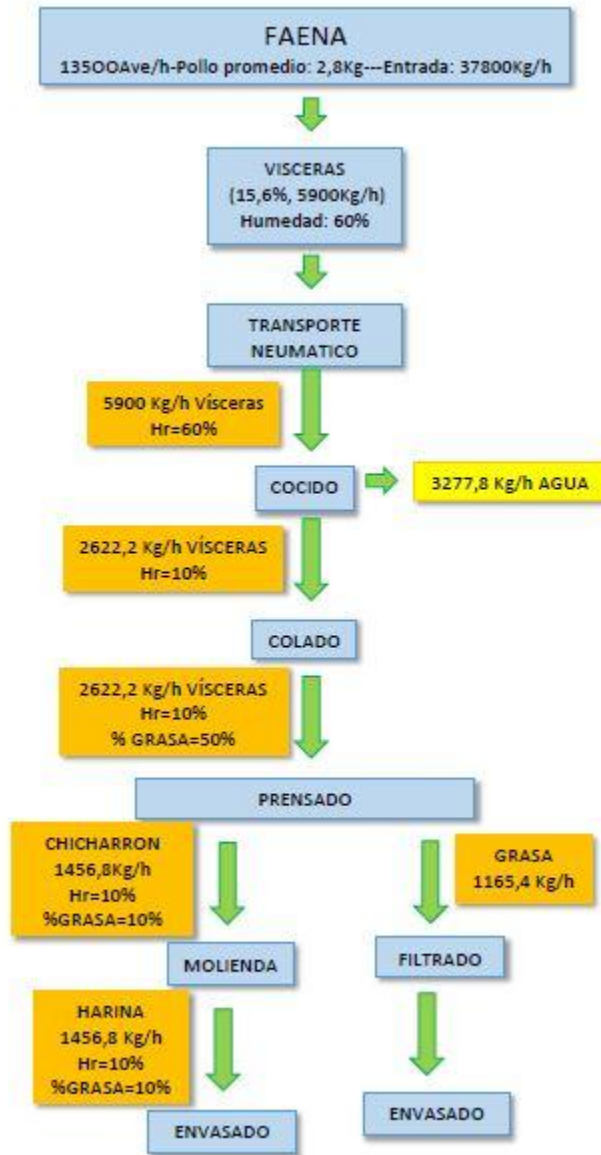 FAENA
135OOAve/h-Pollo promedio: 2,8Kg---Entrada: 37800Kg/h
VISCERAS
(15,6%, 5900Kg/h)
Humedad: 60%
TRANSPORTE
NEUMATICO
5900 Kg/h Vísceras
Hr=60%
COCIDO
3277,8 Kg/h AGUA
2622,2 Kg/h VÍSCERAS
Hr=10%
COLADO
2622,2 Kg/h VÍSCERAS
Hr=10%
% GRASA=50%
PRENSADO
CHICHARRON
1456,8Kg/h
Hr=10%
%GRASA=10%
GRASA
1165,4 Kg/h
MOLIENDA
FILTRADO
HARINA
1456,8 Kg/h
Hr=10%
%GRASA=10%
ENVASADO
ENVASADO